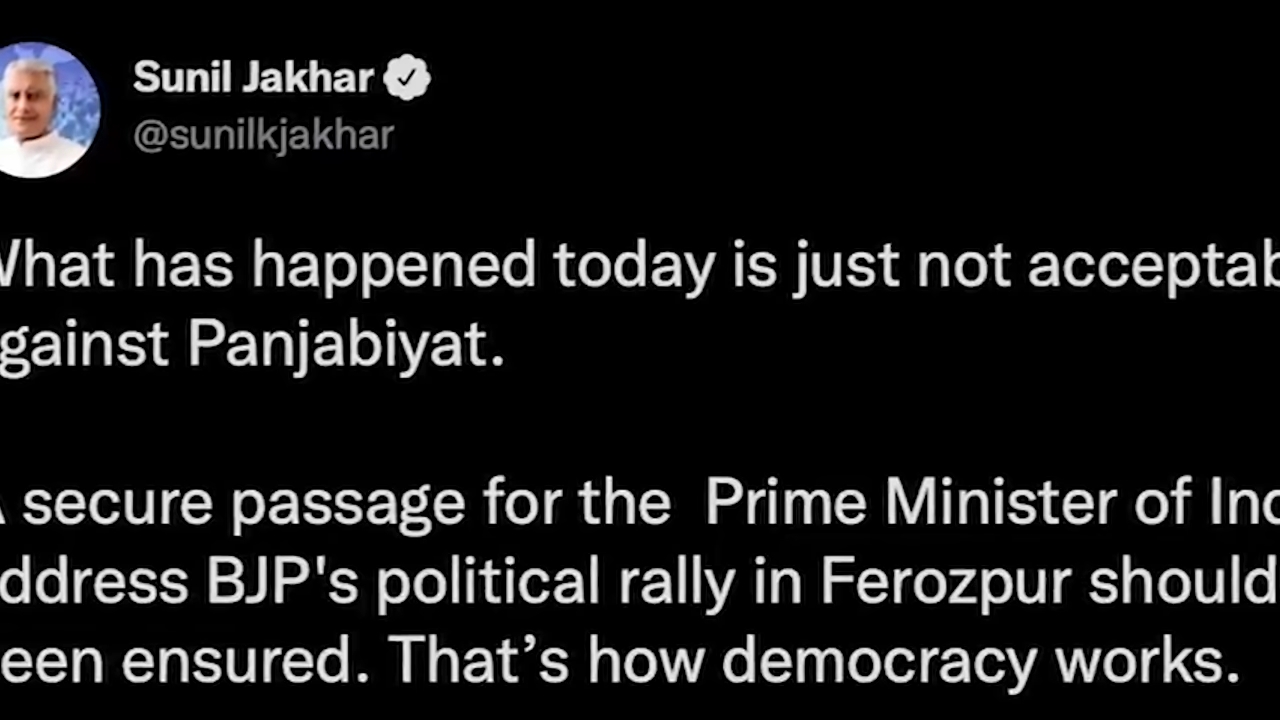 Sunil Jakhar
@sunilkjakhar
What has happened today is just not acceptab
gainst Panjabiyat.
A secure passage for the Prime Minister of Ind
ddress BJP's political rally in Ferozpur should
een ensured. That’s how democracy works.